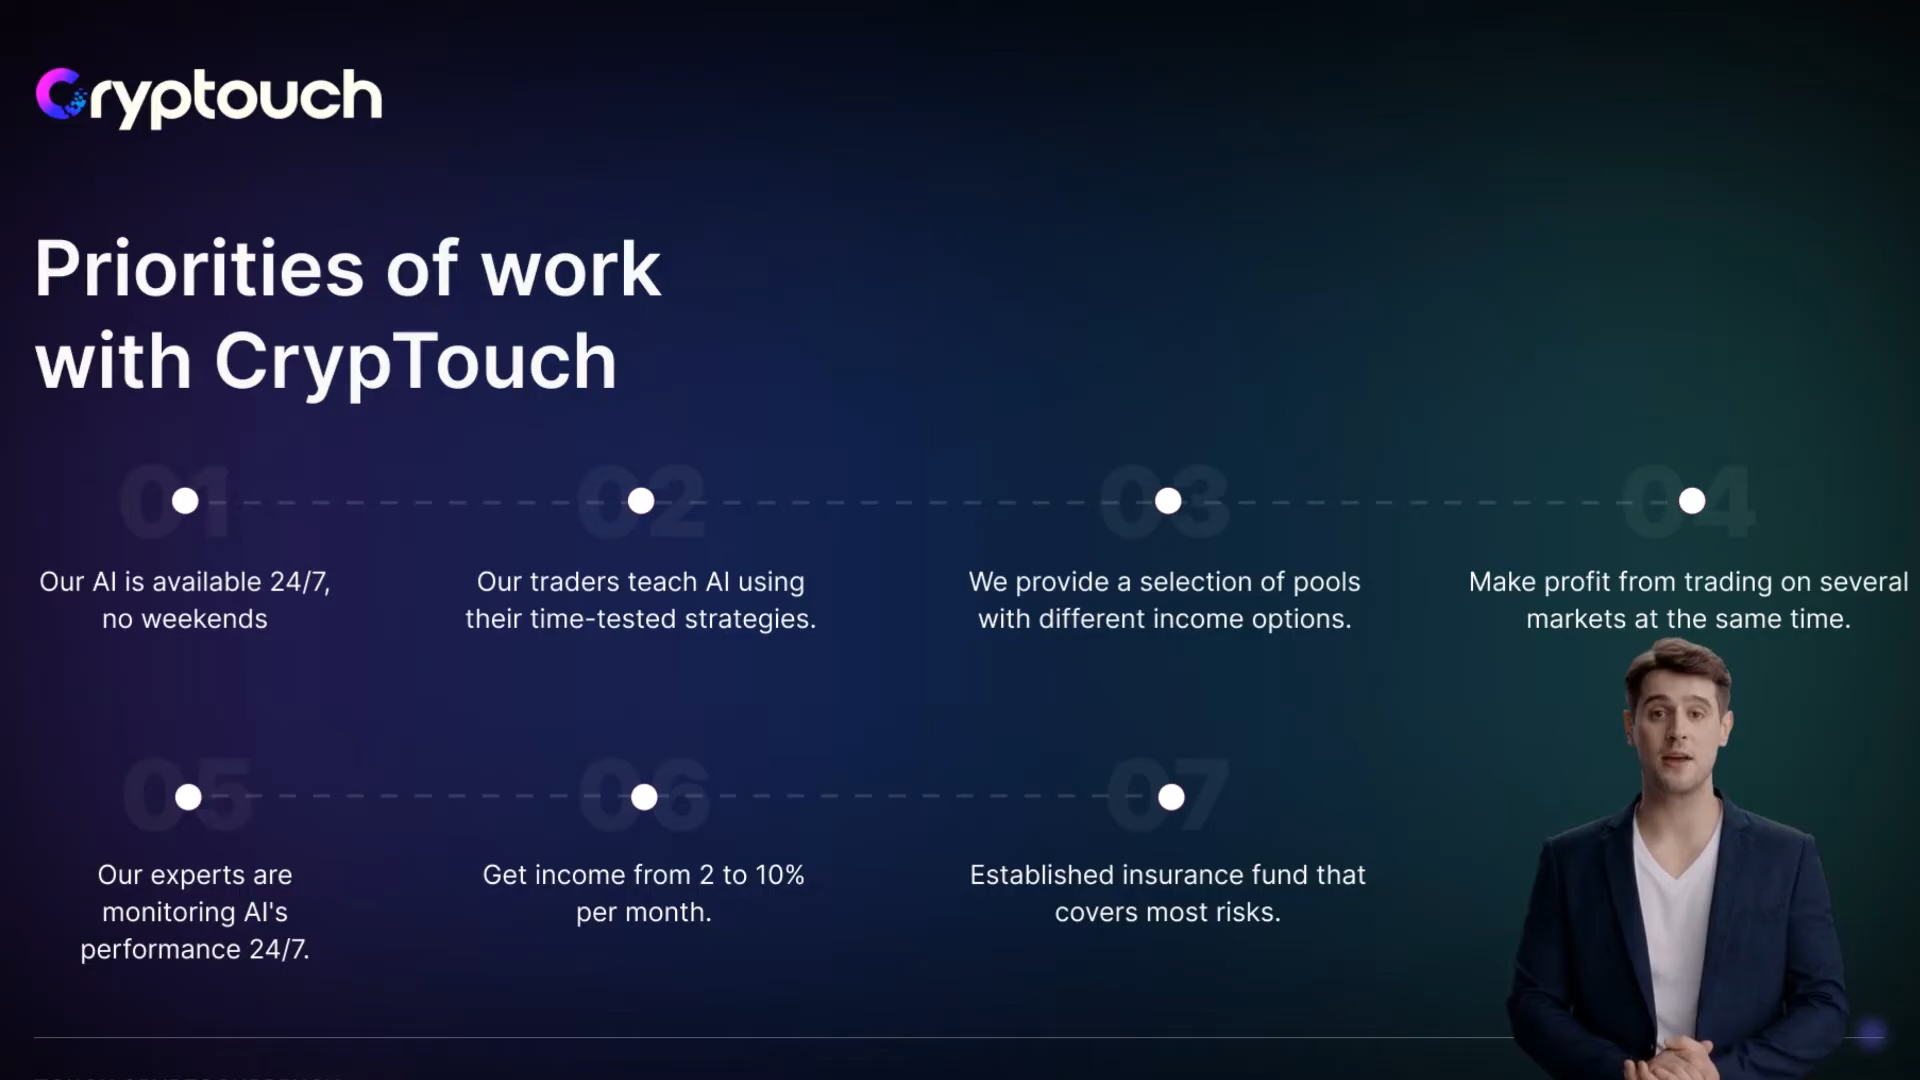 Cryptouch
Priorities of work
with CrypTouch
01
02
03
04
Our AI is available 24/7,
no weekends
Our traders teach AI using
their time-tested strategies.
We provide a selection of pools
with different income options.
Make profit from trading on several
markets at the same time.
05
06
07
Our experts are
monitoring AI's
performance 24/7.
Get income from 2 to 10%
per month.
Established insurance fund that
covers most risks.